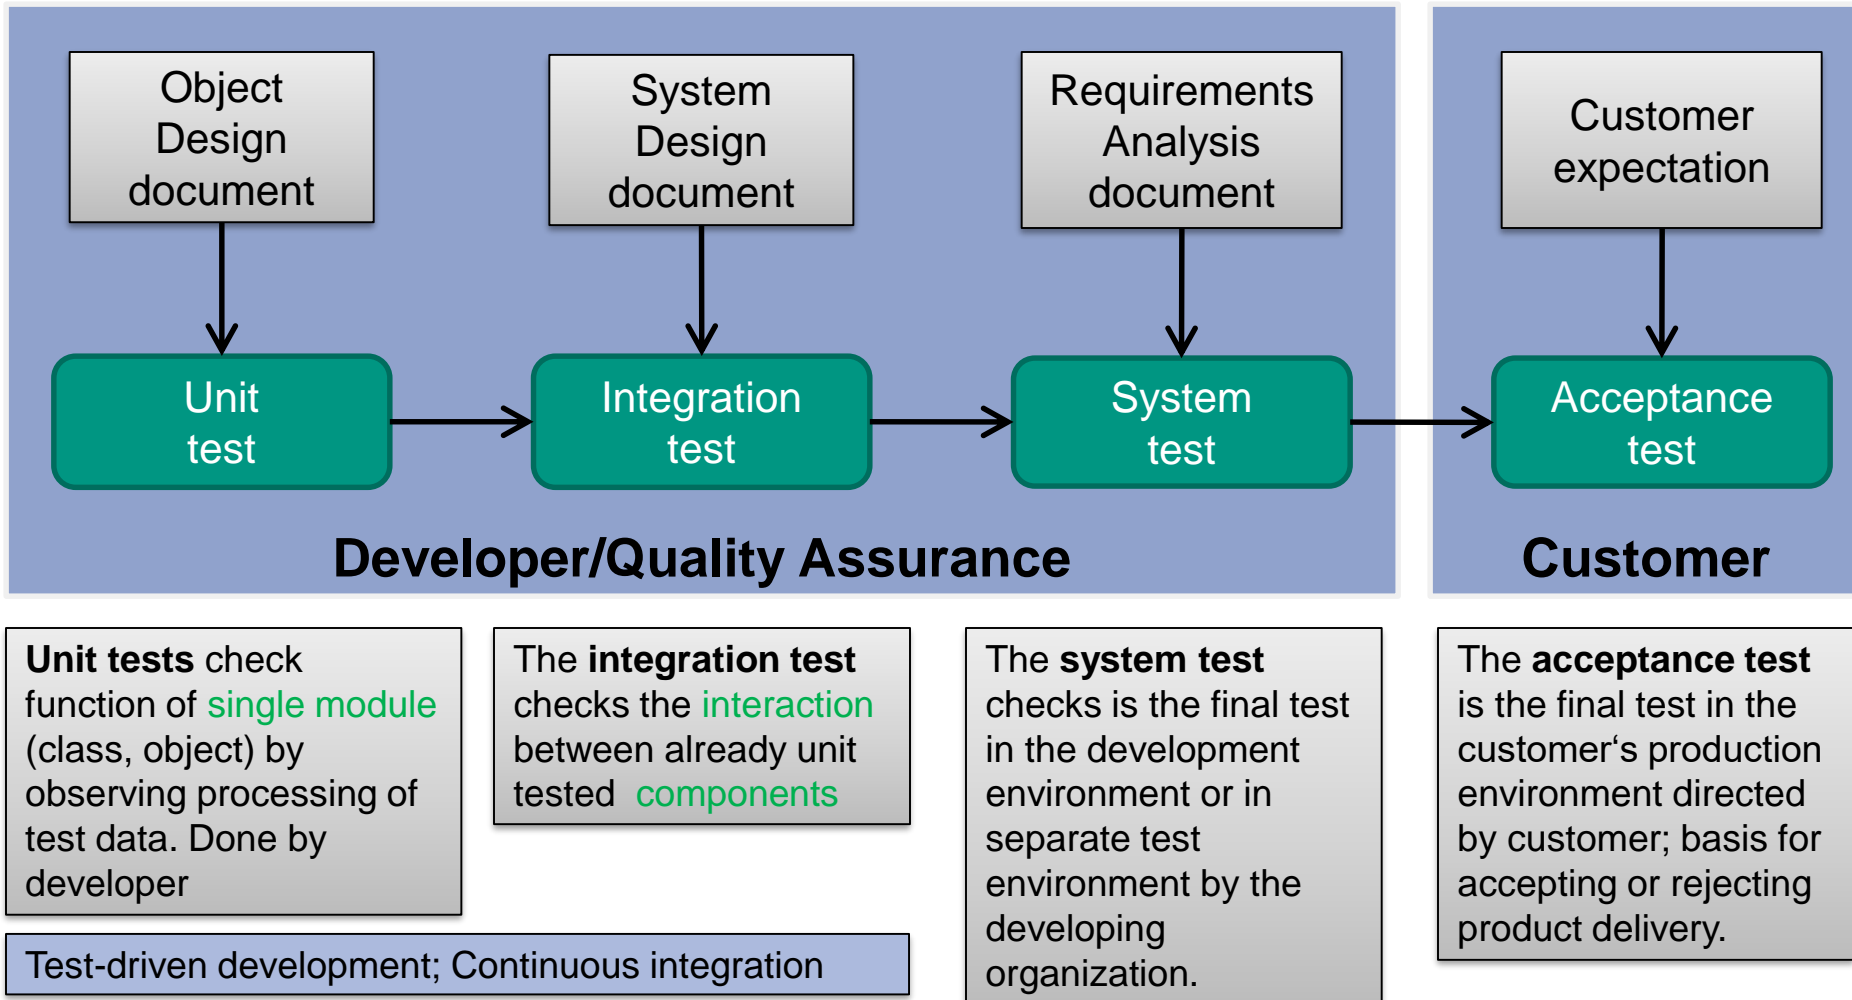 Object
Design
document
System
Design
document
Requirements
Analysis
document
Customer
expectation
Unit
test
Integration
test
System
test
Acceptance
test
Developer/Quality Assurance
Customer
Unit tests check
function of single module
(class, object) by
observing processing of
test data. Done by
developer
The integration test
checks the interaction
between already unit
tested  components
The system test
checks is the final test
in the development
environment or in
separate test
environment by the
developing
organization.
The acceptance test
is the final test in the
customer‘s production
environment directed
by customer; basis for
accepting or rejecting
product delivery.
Test-driven development; Continuous integration